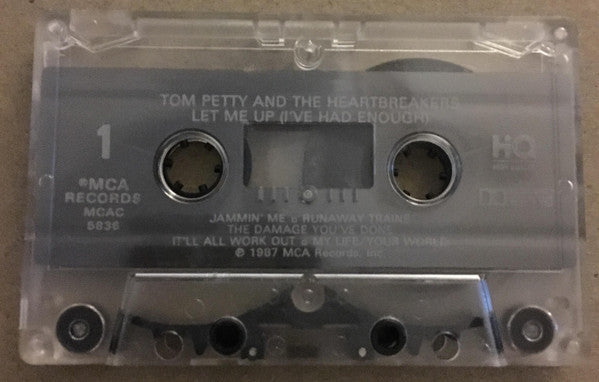 TOM PETTY AND THE HEARTBREAKERS
LET ME UP (I'VE HAD ENOUGH)
1
HQ
®MCA
RECORDS
MCAC
5836
JAMMIN' ME □ RUNAWAY TRAINS
THE DAMAGE YOU'VE DONE
IT'LL ALL WORK OUT □ MY LIFE/YOUR WORLD
℗ 1987 MCA Records, Inc.